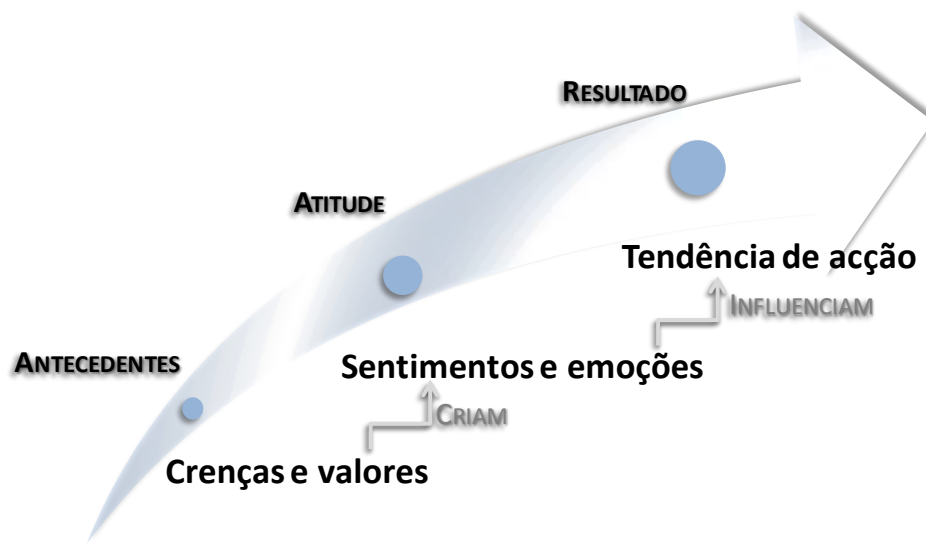 RESULTADO
ATITUDE
Tendência de acção
INFLUENCIAM
ANTECEDENTES
Sentimentos e emoções
CRIAM
Crenças e valores